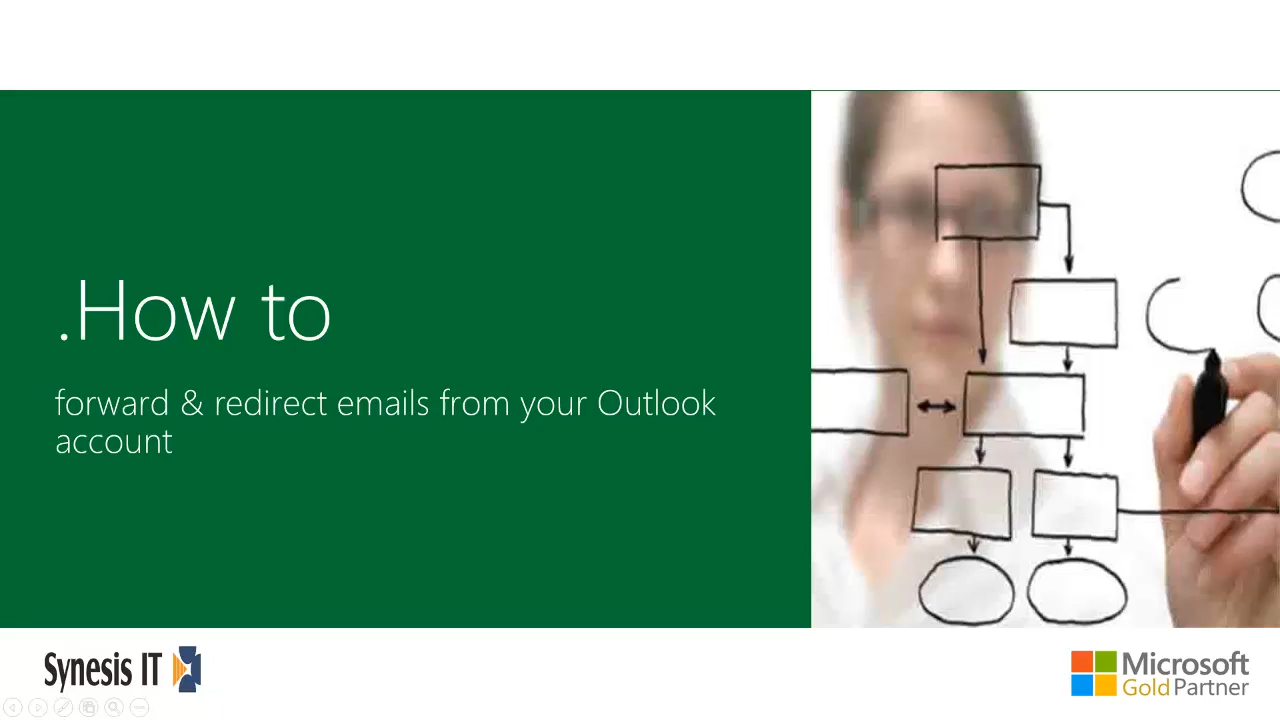 .How to
forward & redirect emails from your Outlook
account
Synesis IT
Microsoft
Gold Partner